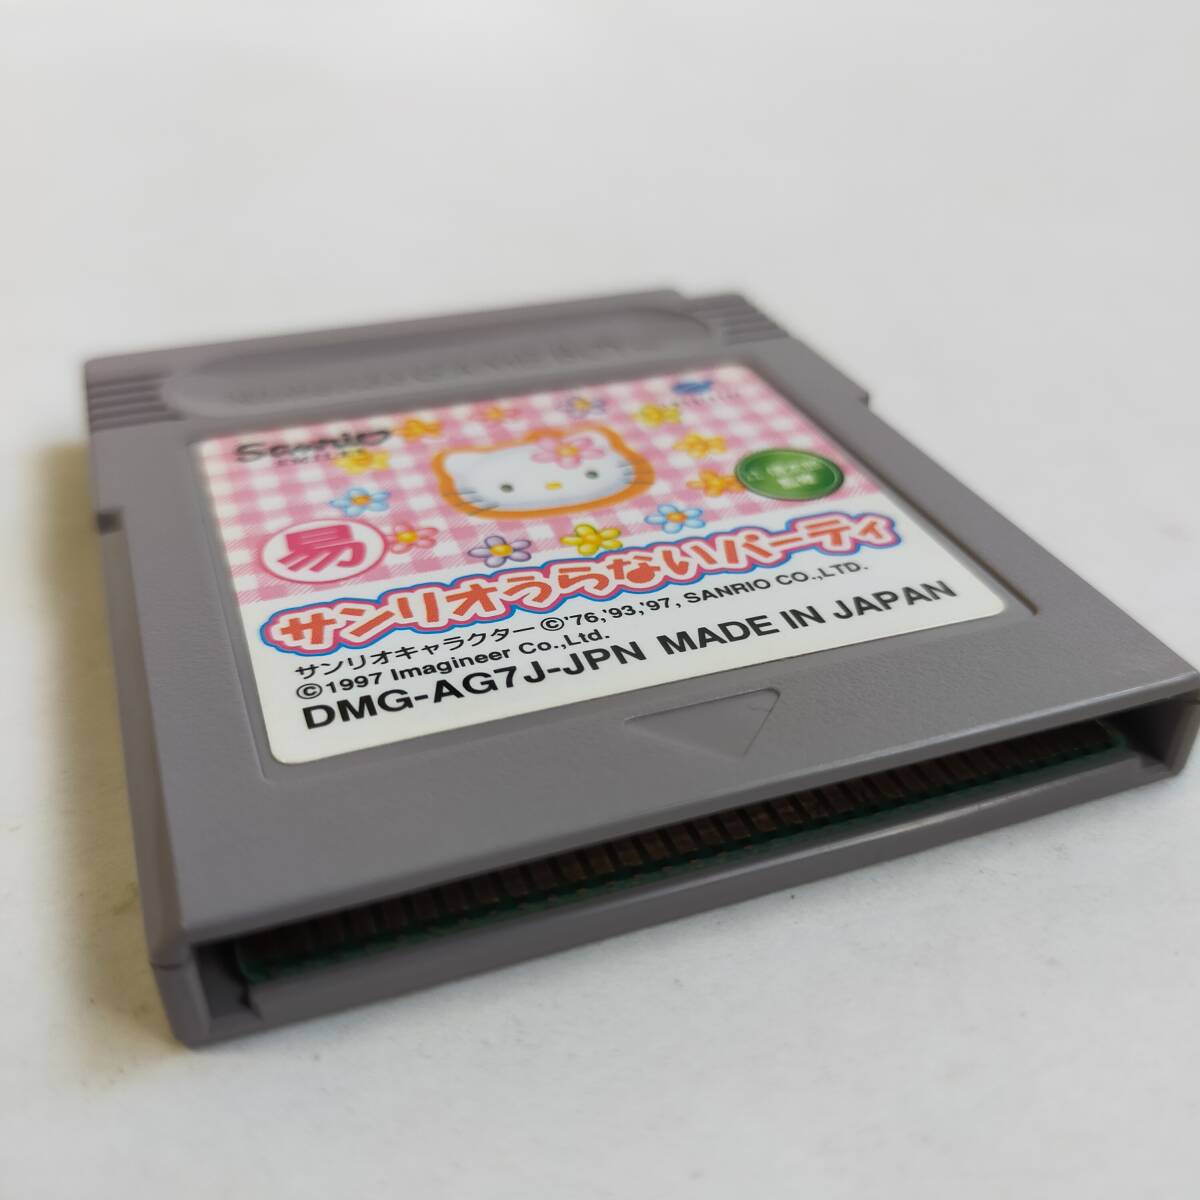 Sanrio
易
サンリオうらないパーティ
サンリオキャラクター ©'76,'93,'97, SANRIO CO.,LTD.
©1997 Imagineer Co.,Ltd.
DMG-AG7J-JPN MADE IN JAPAN